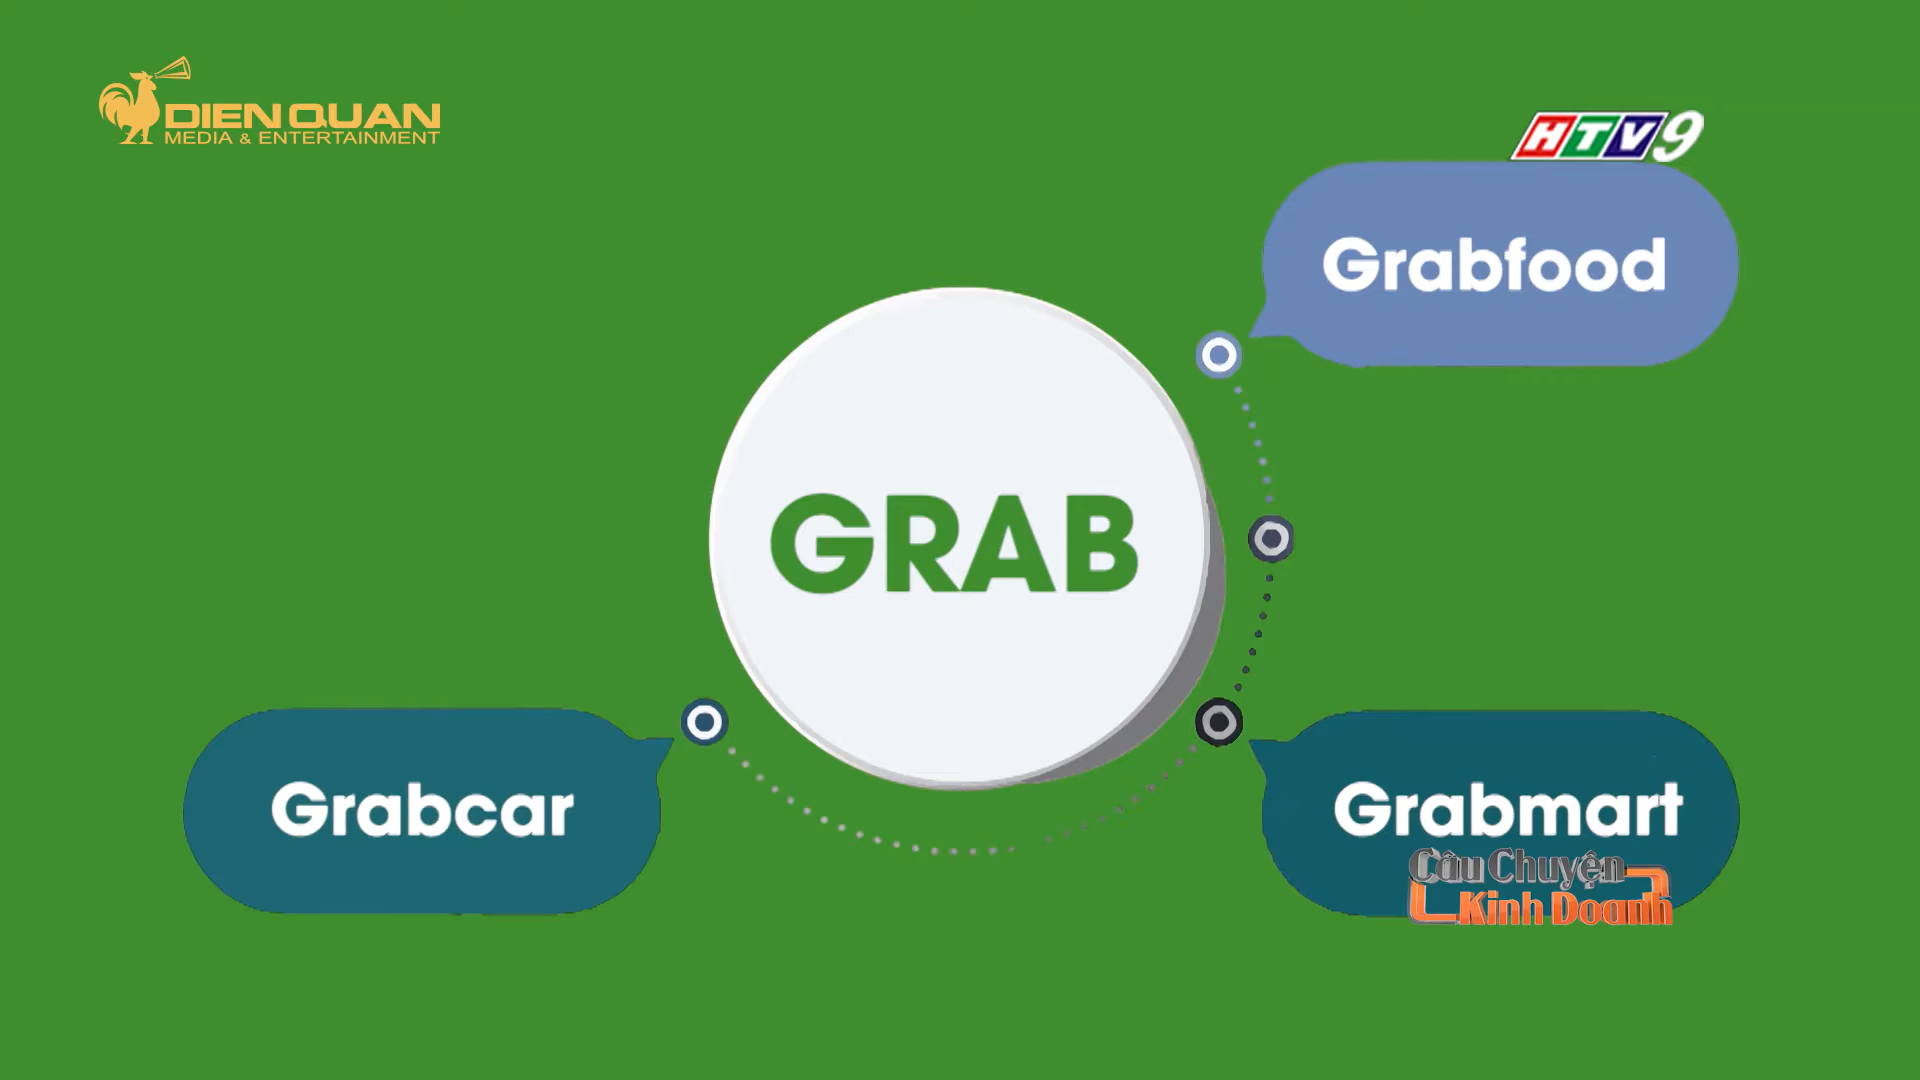 DIEN QUAN
MEDIA & ENTERTAINMENT
HTV9
Grabfood
GRAB
Grabcar
Grabmart
Câu Chuyện
Kinh Doanh